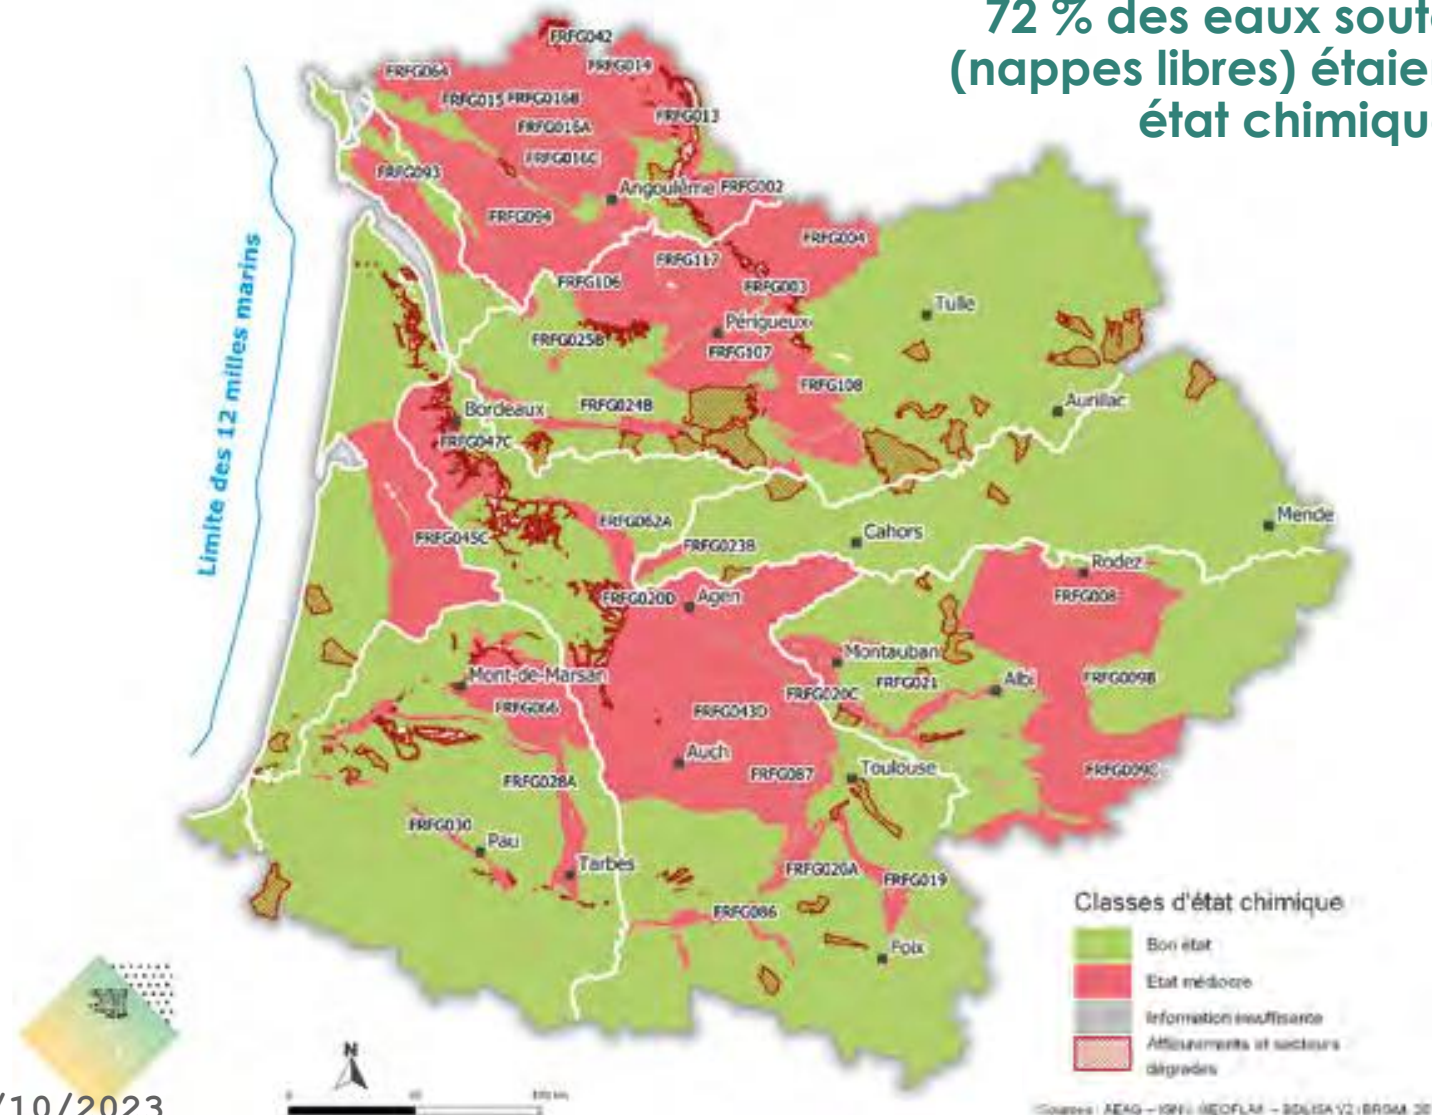 72 % des eaux soute
(nappes libres) étaie
état chimiqu
FRFG042
FRFG064
FRFG014
FRFG015 FRFG016B
FRFG013
FRFG016A
FRFG016C
FRFG093
Angoulême FRFG002
FRFG094
FRFG004
FRFG117
FRFG106
FRFG003
Tulle
Périgueux
FRFG025B
FRFG107
FRFG108
Aurillac
Bordeaux
FRFG024B
FRFG047C
Limite des 12 milles marins
Mende
FRFG062A
Cahors
FRFG045C
FRFG023B
Rodez
FRFG020D Agen
FRFG008
Montauban
Mont-de-Marsan
FRFG021
Albi
FRFG009B
FRFG020C
FRFG066
FRFG043D
Auch
FRFG087
Toulouse
FRFG009C
FRFG028A
FRFG030
Pau
Tarbes
FRFG020A
FRFG019
FRFG086
Foix
Classes d'état chimique
Bon état
Etat médiocre
Information insuffisante
Affleurements et secteurs
dégradés
N
/10/2023